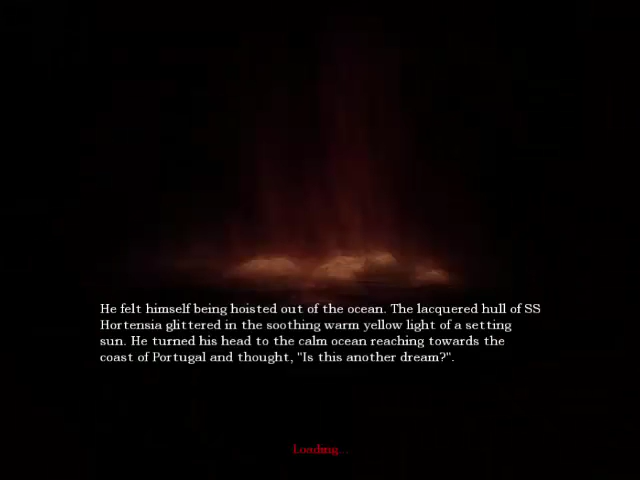 He felt himself being hoisted out of the ocean. The lacquered hull of SS
Hortensia glittered in the soothing warm yellow light of a setting
sun. He turned his head to the calm ocean reaching towards the
coast of Portugal and thought, "Is this another dream?".
Loading...